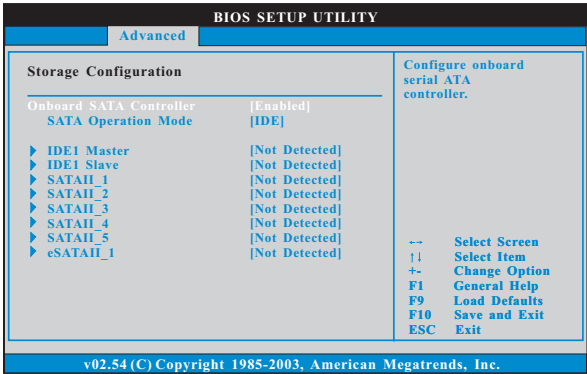 BIOS SETUP UTILITY
Advanced
Storage Configuration
Onboard SATA Controller [Enabled]
SATA Operation Mode [IDE]
IDE1 Master [Not Detected]
IDE1 Slave [Not Detected]
SATAII_1 [Not Detected]
SATAII_2 [Not Detected]
SATAII_3 [Not Detected]
SATAII_4 [Not Detected]
SATAII_5 [Not Detected]
eSATAII_1 [Not Detected]
Configure onboard
serial ATA
controller.
←→ Select Screen
↑↓ Select Item
+- Change Option
F1 General Help
F9 Load Defaults
F10 Save and Exit
ESC Exit
v02.54 (C) Copyright 1985-2003, American Megatrends, Inc.